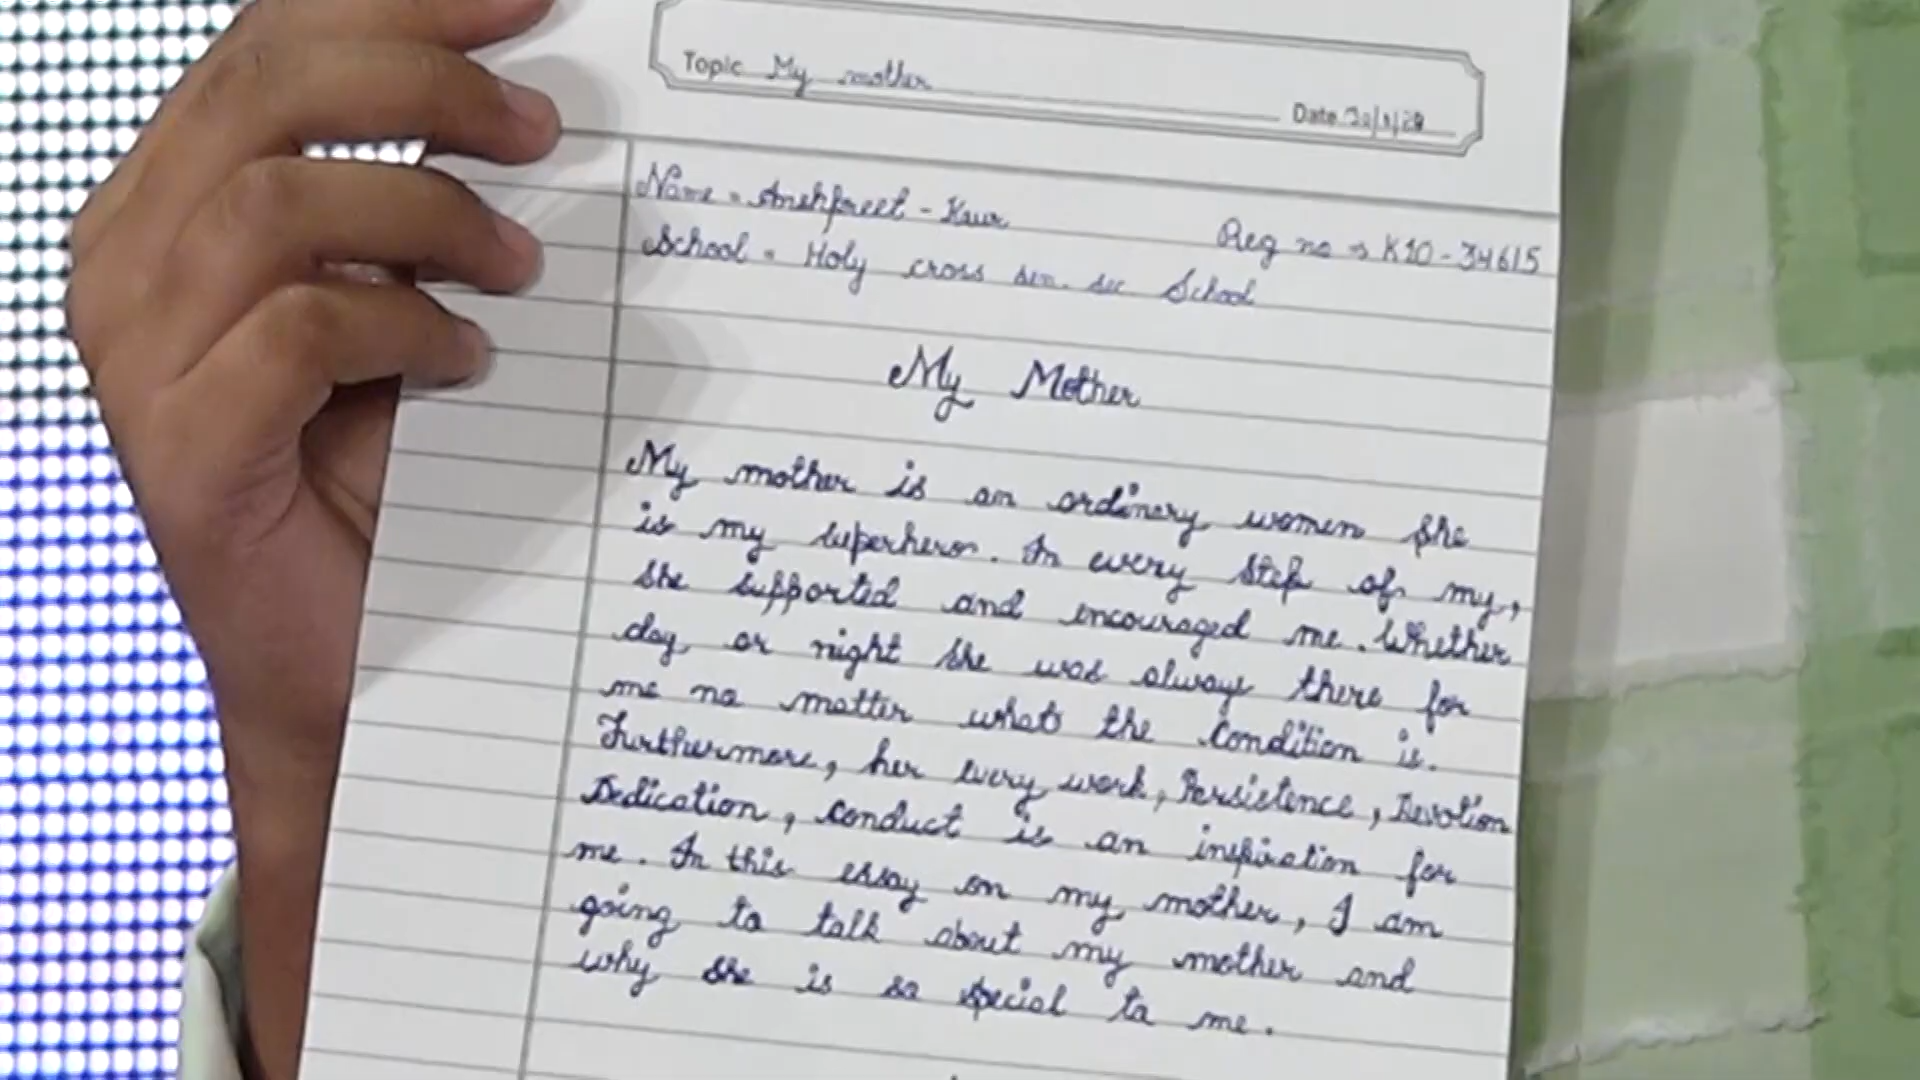 Topic My mother
Date 20/1/24
Name = Anshpreet - Kaur
Reg no => K10-34615
School = Holy cross sen. sec School
My Mother
My mother is an ordinary women she
is my superhero. In every step of my,
she supported and encouraged me. Whether
day or night she was always there for
me no matter what the condition is.
Furthermore, her every work, Persistence, Devotion
Dedication, conduct is an inspiration for
me. In this essay on my mother, I am
going to talk about my mother and
why she is so special to me.